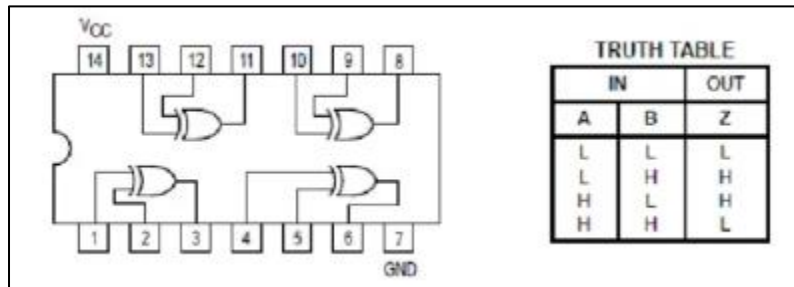 VCC
14 13 12 11 10 9 8
1 2 3 4 5 6 7
GND
TRUTH TABLE
IN OUT
A B Z
L L L
L H H
H L H
H H L